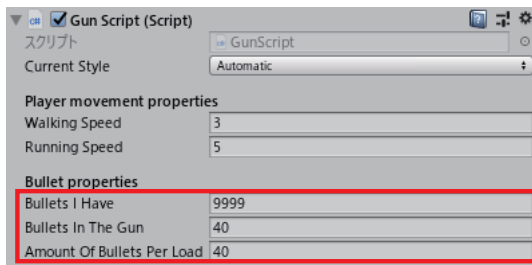 Gun Script (Script)
スクリプト GunScript
Current Style Automatic
Player movement properties
Walking Speed 3
Running Speed 5
Bullet properties
Bullets I Have 9999
Bullets In The Gun 40
Amount Of Bullets Per Load 40